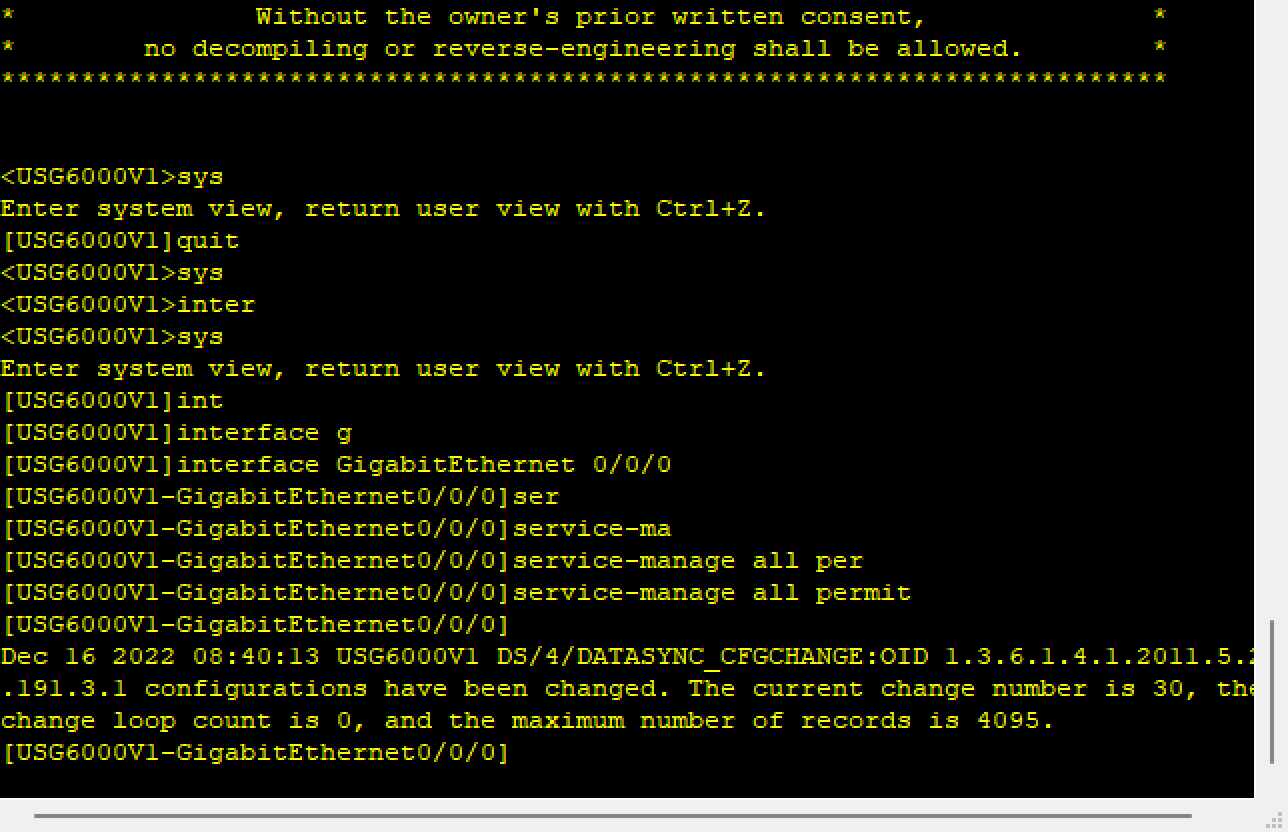 * Without the owner's prior written consent, *
* no decompiling or reverse-engineering shall be allowed. *
*************************************************************************
<USG6000V1>sys
Enter system view, return user view with Ctrl+Z.
[USG6000V1]quit
<USG6000V1>sys
<USG6000V1>inter
<USG6000V1>sys
Enter system view, return user view with Ctrl+Z.
[USG6000V1]int
[USG6000V1]interface g
[USG6000V1]interface GigabitEthernet 0/0/0
[USG6000V1-GigabitEthernet0/0/0]ser
[USG6000V1-GigabitEthernet0/0/0]service-ma
[USG6000V1-GigabitEthernet0/0/0]service-manage all per
[USG6000V1-GigabitEthernet0/0/0]service-manage all permit
[USG6000V1-GigabitEthernet0/0/0]
Dec 16 2022 08:40:13 USG6000V1 DS/4/DATASYNC_CFGCHANGE:OID 1.3.6.1.4.1.2011.5.2
.191.3.1 configurations have been changed. The current change number is 30, the
change loop count is 0, and the maximum number of records is 4095.
[USG6000V1-GigabitEthernet0/0/0]